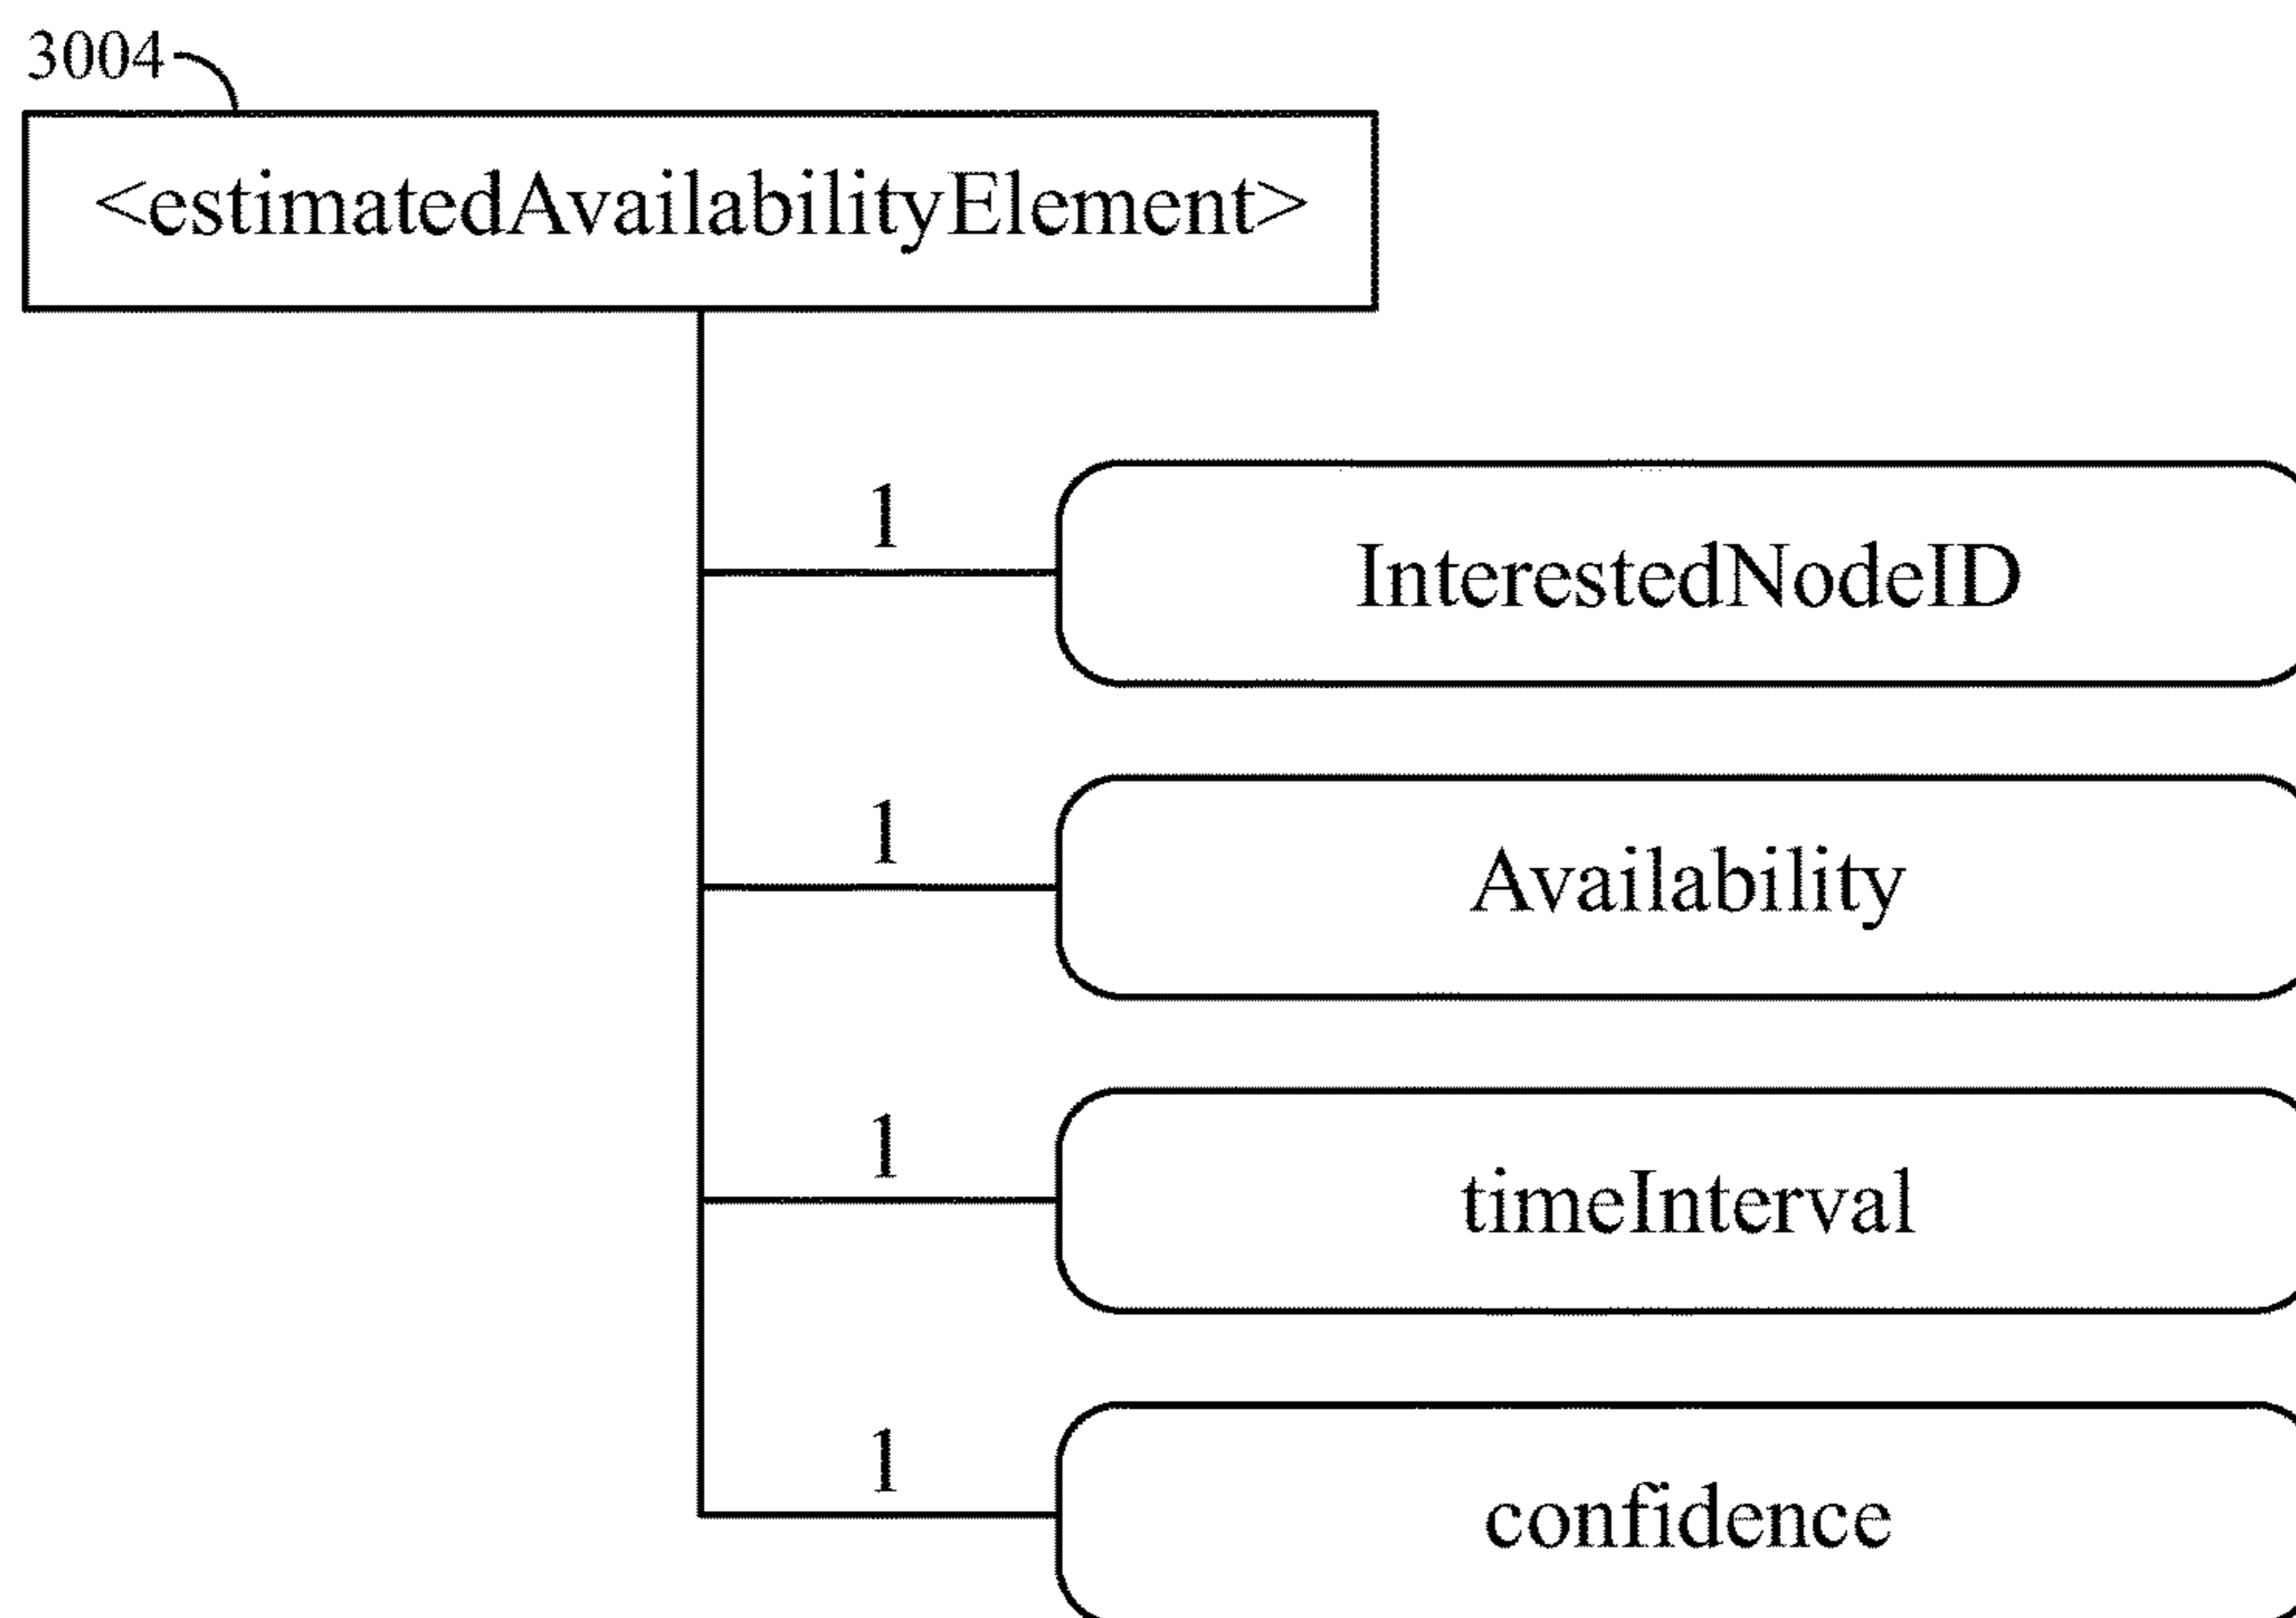 3004
<estimatedAvailabilityElement>
1
InterestedNodeID
1
Availability
1
timeInterval
1
confidence